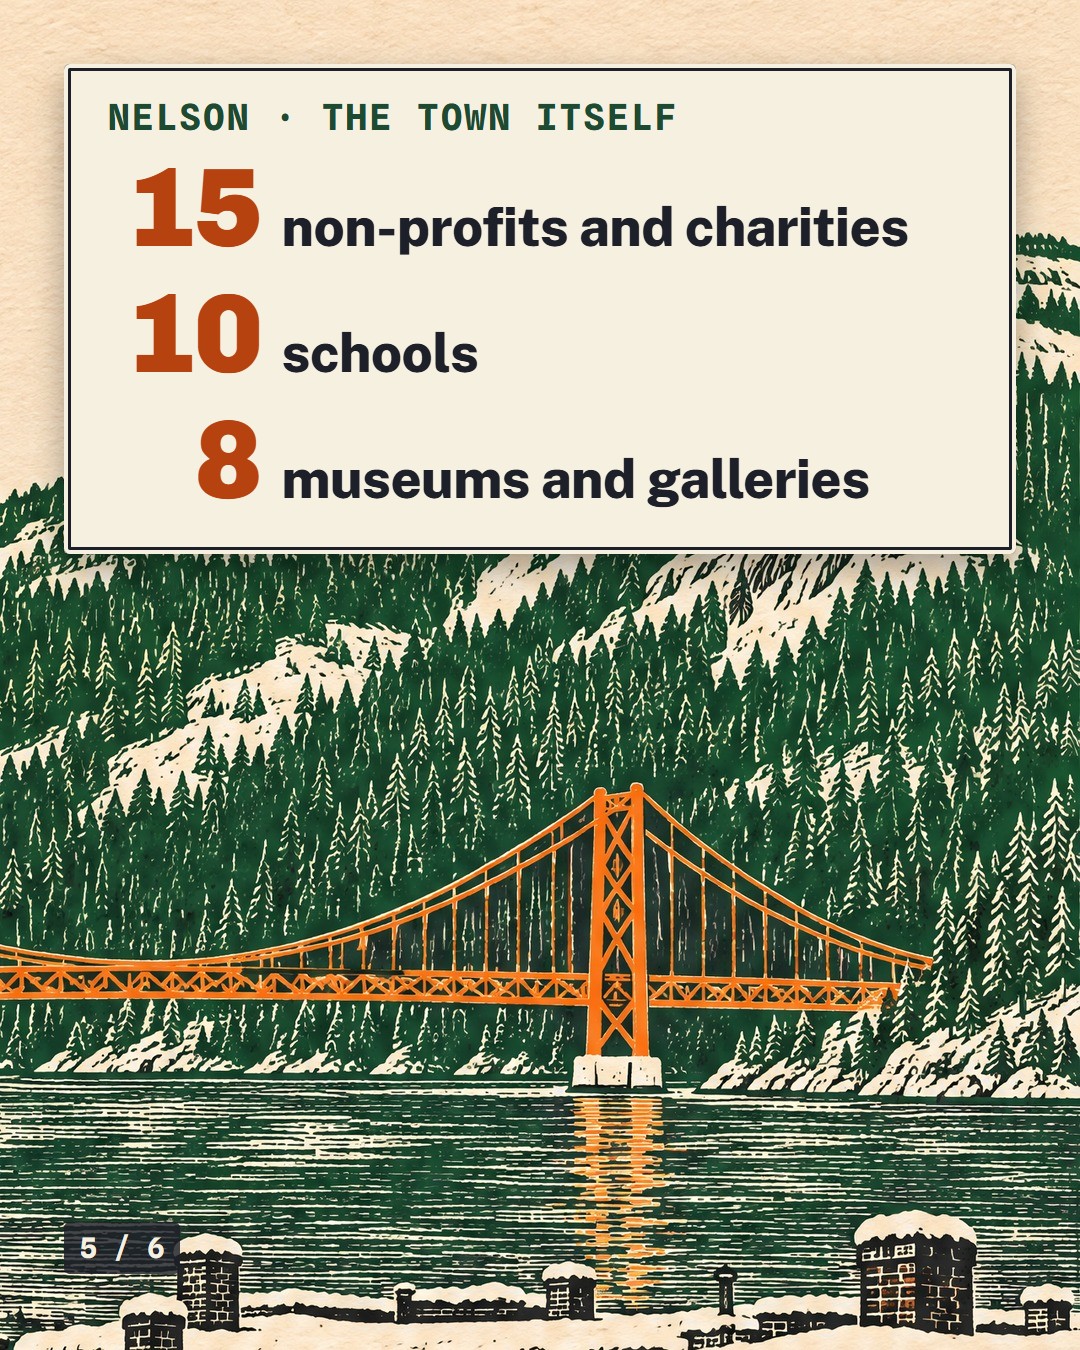 NELSON · THE TOWN ITSELF
15 non-profits and charities
10 schools
8 museums and galleries
5 / 6